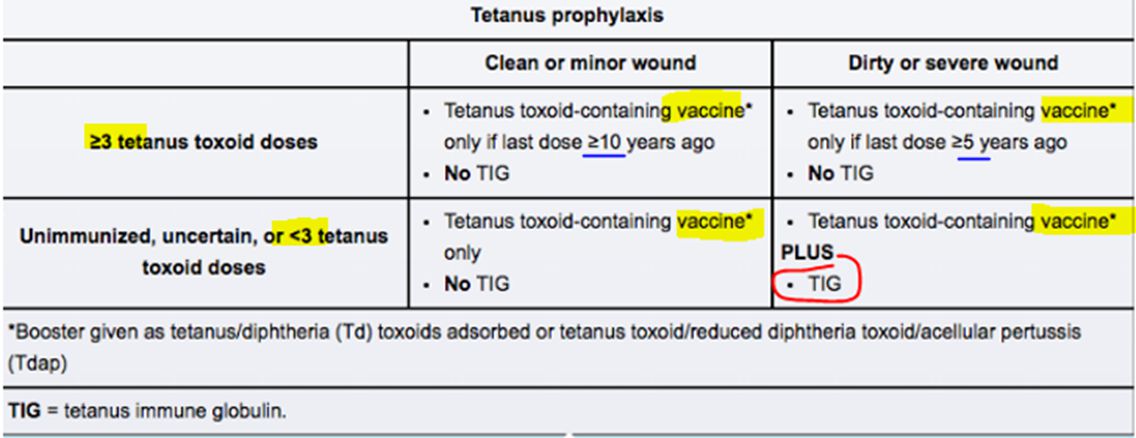 Tetanus prophylaxis
Clean or minor wound
Dirty or severe wound
≥3 tetanus toxoid doses
• Tetanus toxoid-containing vaccine*
only if last dose ≥10 years ago
• No TIG
• Tetanus toxoid-containing vaccine*
only if last dose ≥5 years ago
• No TIG
Unimmunized, uncertain, or <3 tetanus
toxoid doses
• Tetanus toxoid-containing vaccine*
only
• No TIG
• Tetanus toxoid-containing vaccine*
PLUS
• TIG
*Booster given as tetanus/diphtheria (Td) toxoids adsorbed or tetanus toxoid/reduced diphtheria toxoid/acellular pertussis
(Tdap)
TIG = tetanus immune globulin.